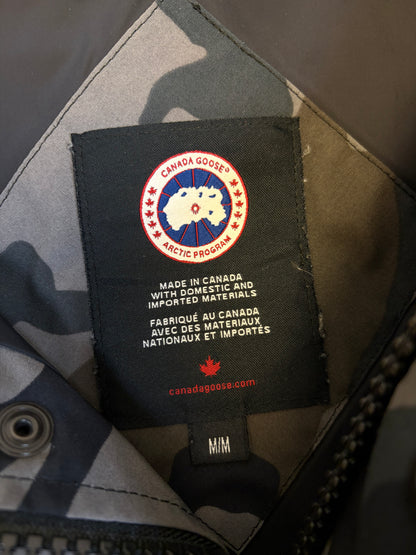 CANADA GOOSE®
ARCTIC PROGRAM
MADE IN CANADA
WITH DOMESTIC AND
IMPORTED MATERIALS
FABRIQUÉ AU CANADA
AVEC DES MATERIAUX
NATIONAUX ET IMPORTÉS
canadagoose.com
M/M